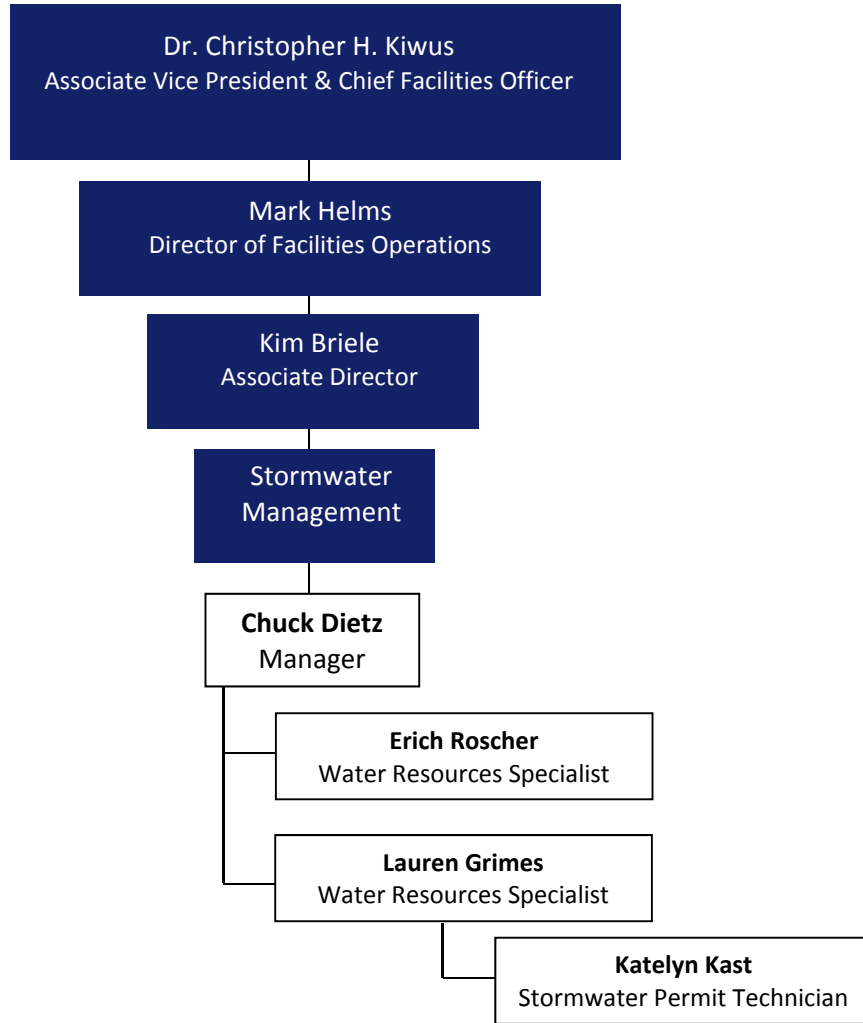 Dr. Christopher H. Kiwus
Associate Vice President & Chief Facilities Officer
Mark Helms
Director of Facilities Operations
Kim Briele
Associate Director
Stormwater
Management
Chuck Dietz
Manager
Erich Roscher
Water Resources Specialist
Lauren Grimes
Water Resources Specialist
Katelyn Kast
Stormwater Permit Technician